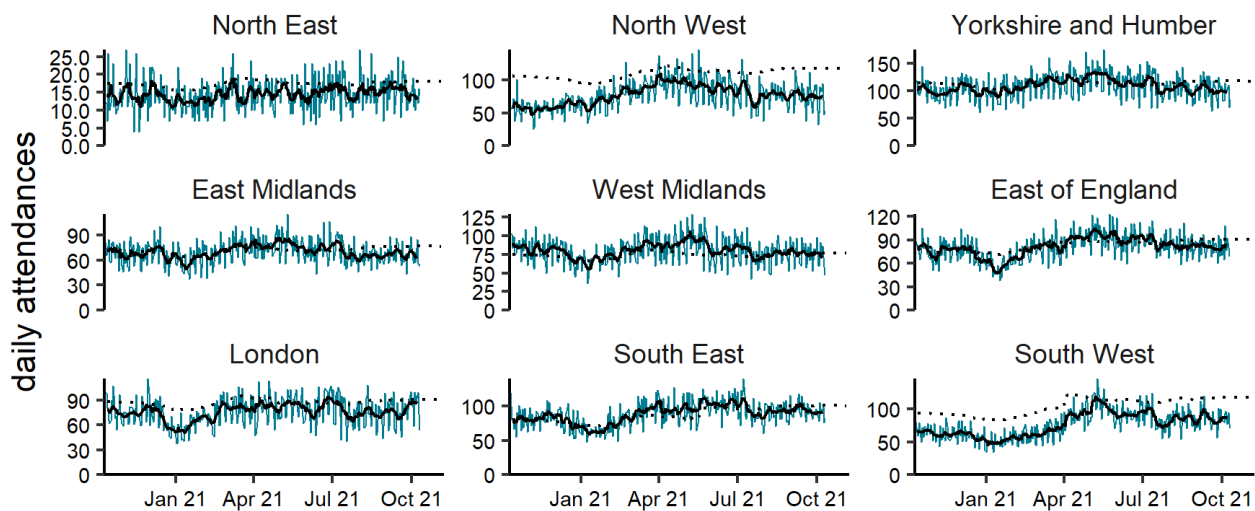 daily attendances
North East
25.0
20.0
15.0
10.0
5.0
0.0
North West
100
50
0
Yorkshire and Humber
150
100
50
0
East Midlands
90
60
30
0
West Midlands
125
100
75
50
25
0
East of England
120
90
60
30
0
London
90
60
30
0
Jan 21 Apr 21 Jul 21 Oct 21
South East
100
50
0
Jan 21 Apr 21 Jul 21 Oct 21
South West
100
50
0
Jan 21 Apr 21 Jul 21 Oct 21